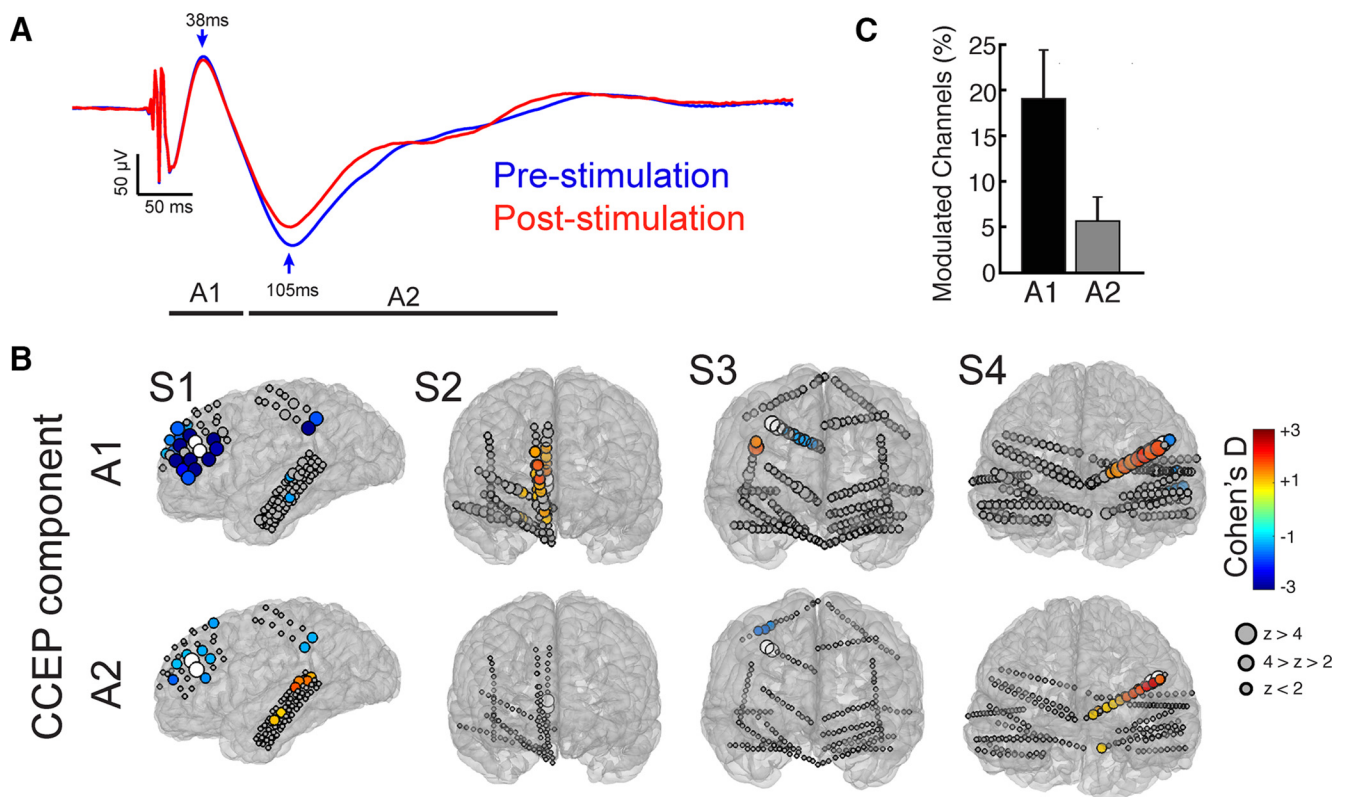 A
38ms
50 µV
50 ms
105ms
Pre-stimulation
Post-stimulation
A1
A2
C
Modulated Channels (%)
25
20
15
10
5
0
A1
A2
B
CCEP component
S1
S2
S3
S4
A1
A2
Cohen's D
+3
+1
-1
-3
z > 4
4 > z > 2
z < 2